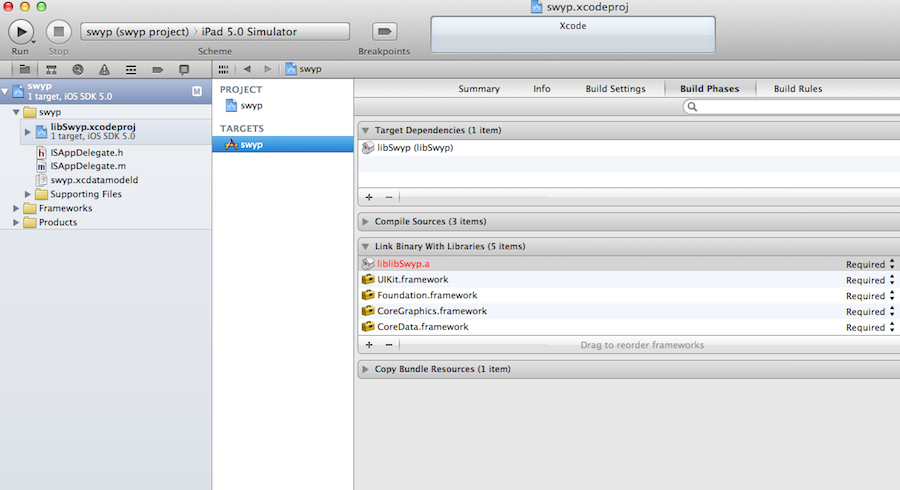 swyp.xcodeproj
swyp (swyp project) › iPad 5.0 Simulator
Xcode
Run
Stop
Scheme
Breakpoints
swyp
swyp
1 target, iOS SDK 5.0
M
swyp
libSwyp.xcodeproj
1 target, iOS SDK 5.0
ISAppDelegate.h
ISAppDelegate.m
swyp.xcdatamodeld
Supporting Files
Frameworks
Products
PROJECT
swyp
TARGETS
swyp
Summary
Info
Build Settings
Build Phases
Build Rules
Target Dependencies (1 item)
libSwyp (libSwyp)
Compile Sources (3 items)
Link Binary With Libraries (5 items)
liblibSwyp.a Required
UIKit.framework Required
Foundation.framework Required
CoreGraphics.framework Required
CoreData.framework Required
Drag to reorder frameworks
Copy Bundle Resources (1 item)